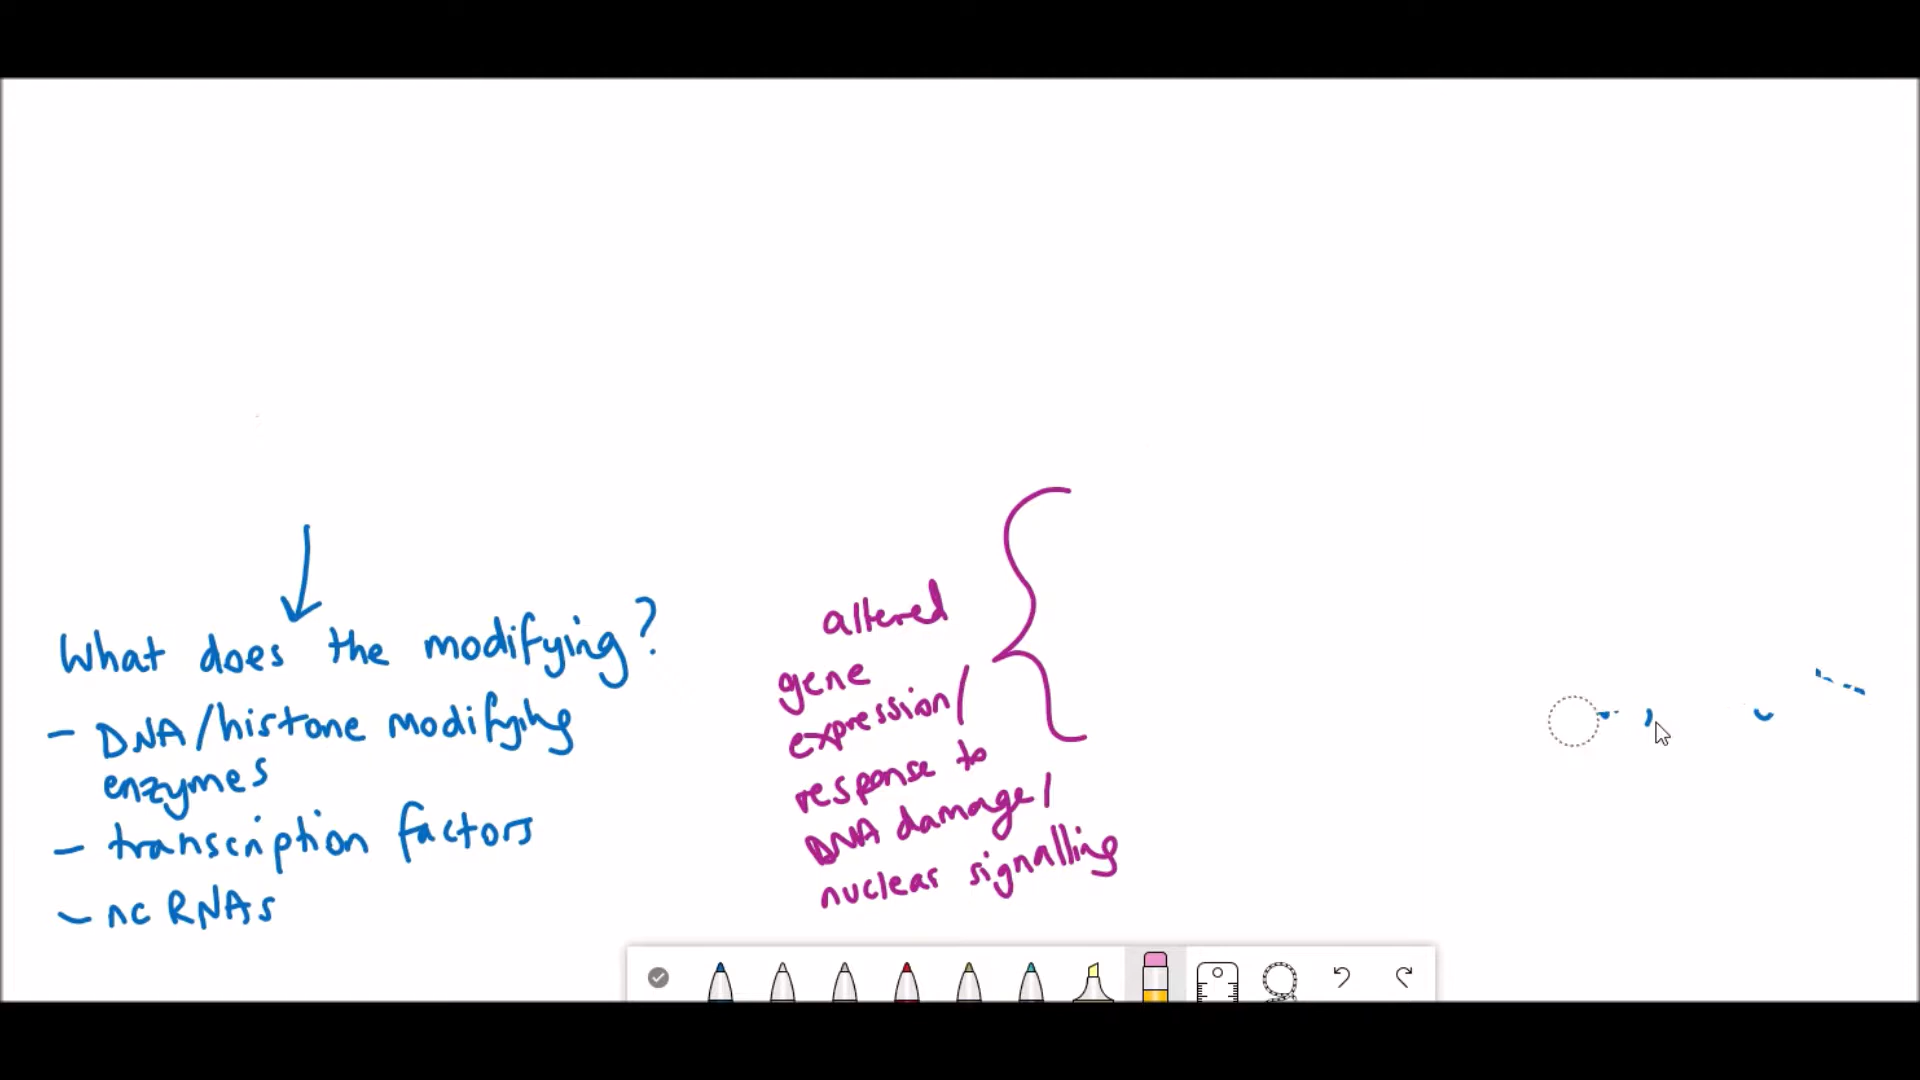 What does the modifying?
- DNA/histone modifying
enzymes
- transcription factors
- nc RNAs
altered
gene
expression/
response to
DNA damage/
nuclear signalling